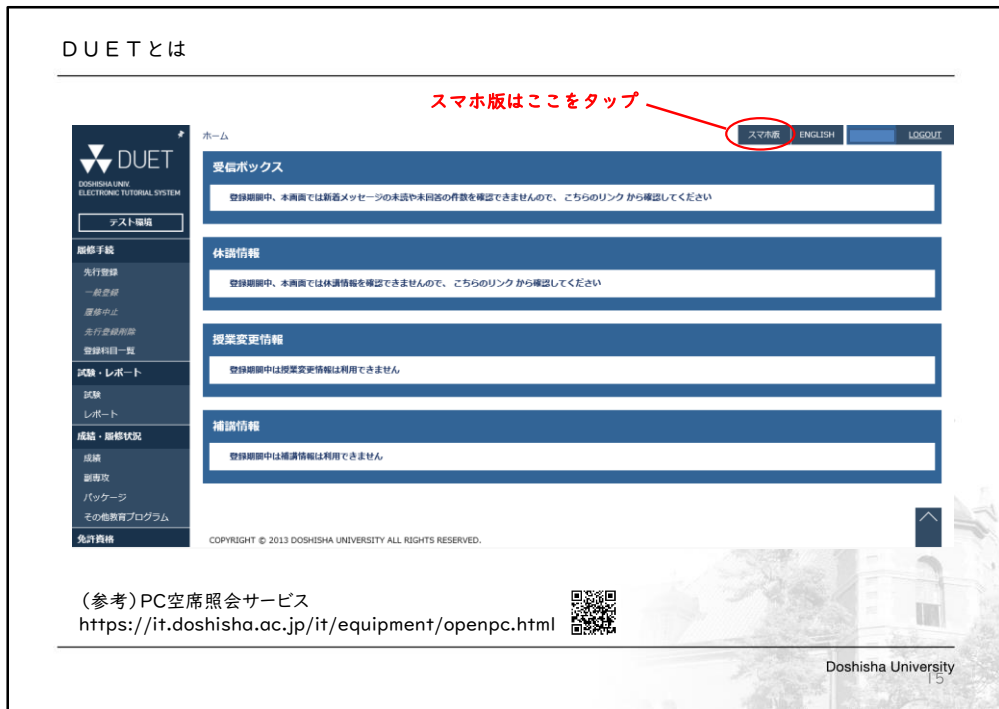 DUETとは
スマホ版はここをタップ
DUET
DOSHISHA UNIV.
ELECTRONIC TUTORIAL SYSTEM
テスト環境
履修手続
先行登録
一般登録
履修中止
先行登録削除
登録科目一覧
試験・レポート
試験
レポート
成績・履修状況
成績
副専攻
パッケージ
その他教育プログラム
免許資格
ホーム
スマホ版 ENGLISH LOGOUT
受信ボックス
登録期間中、本画面では新着メッセージの未読や未回答の件数を確認できませんので、こちらのリンク から確認してください
休講情報
登録期間中、本画面では休講情報を確認できませんので、こちらのリンク から確認してください
授業変更情報
登録期間中は授業変更情報は利用できません
補講情報
登録期間中は補講情報は利用できません
COPYRIGHT © 2013 DOSHISHA UNIVERSITY ALL RIGHTS RESERVED.
(参考)PC空席照会サービス
https://it.doshisha.ac.jp/it/equipment/openpc.html
Doshisha University
15